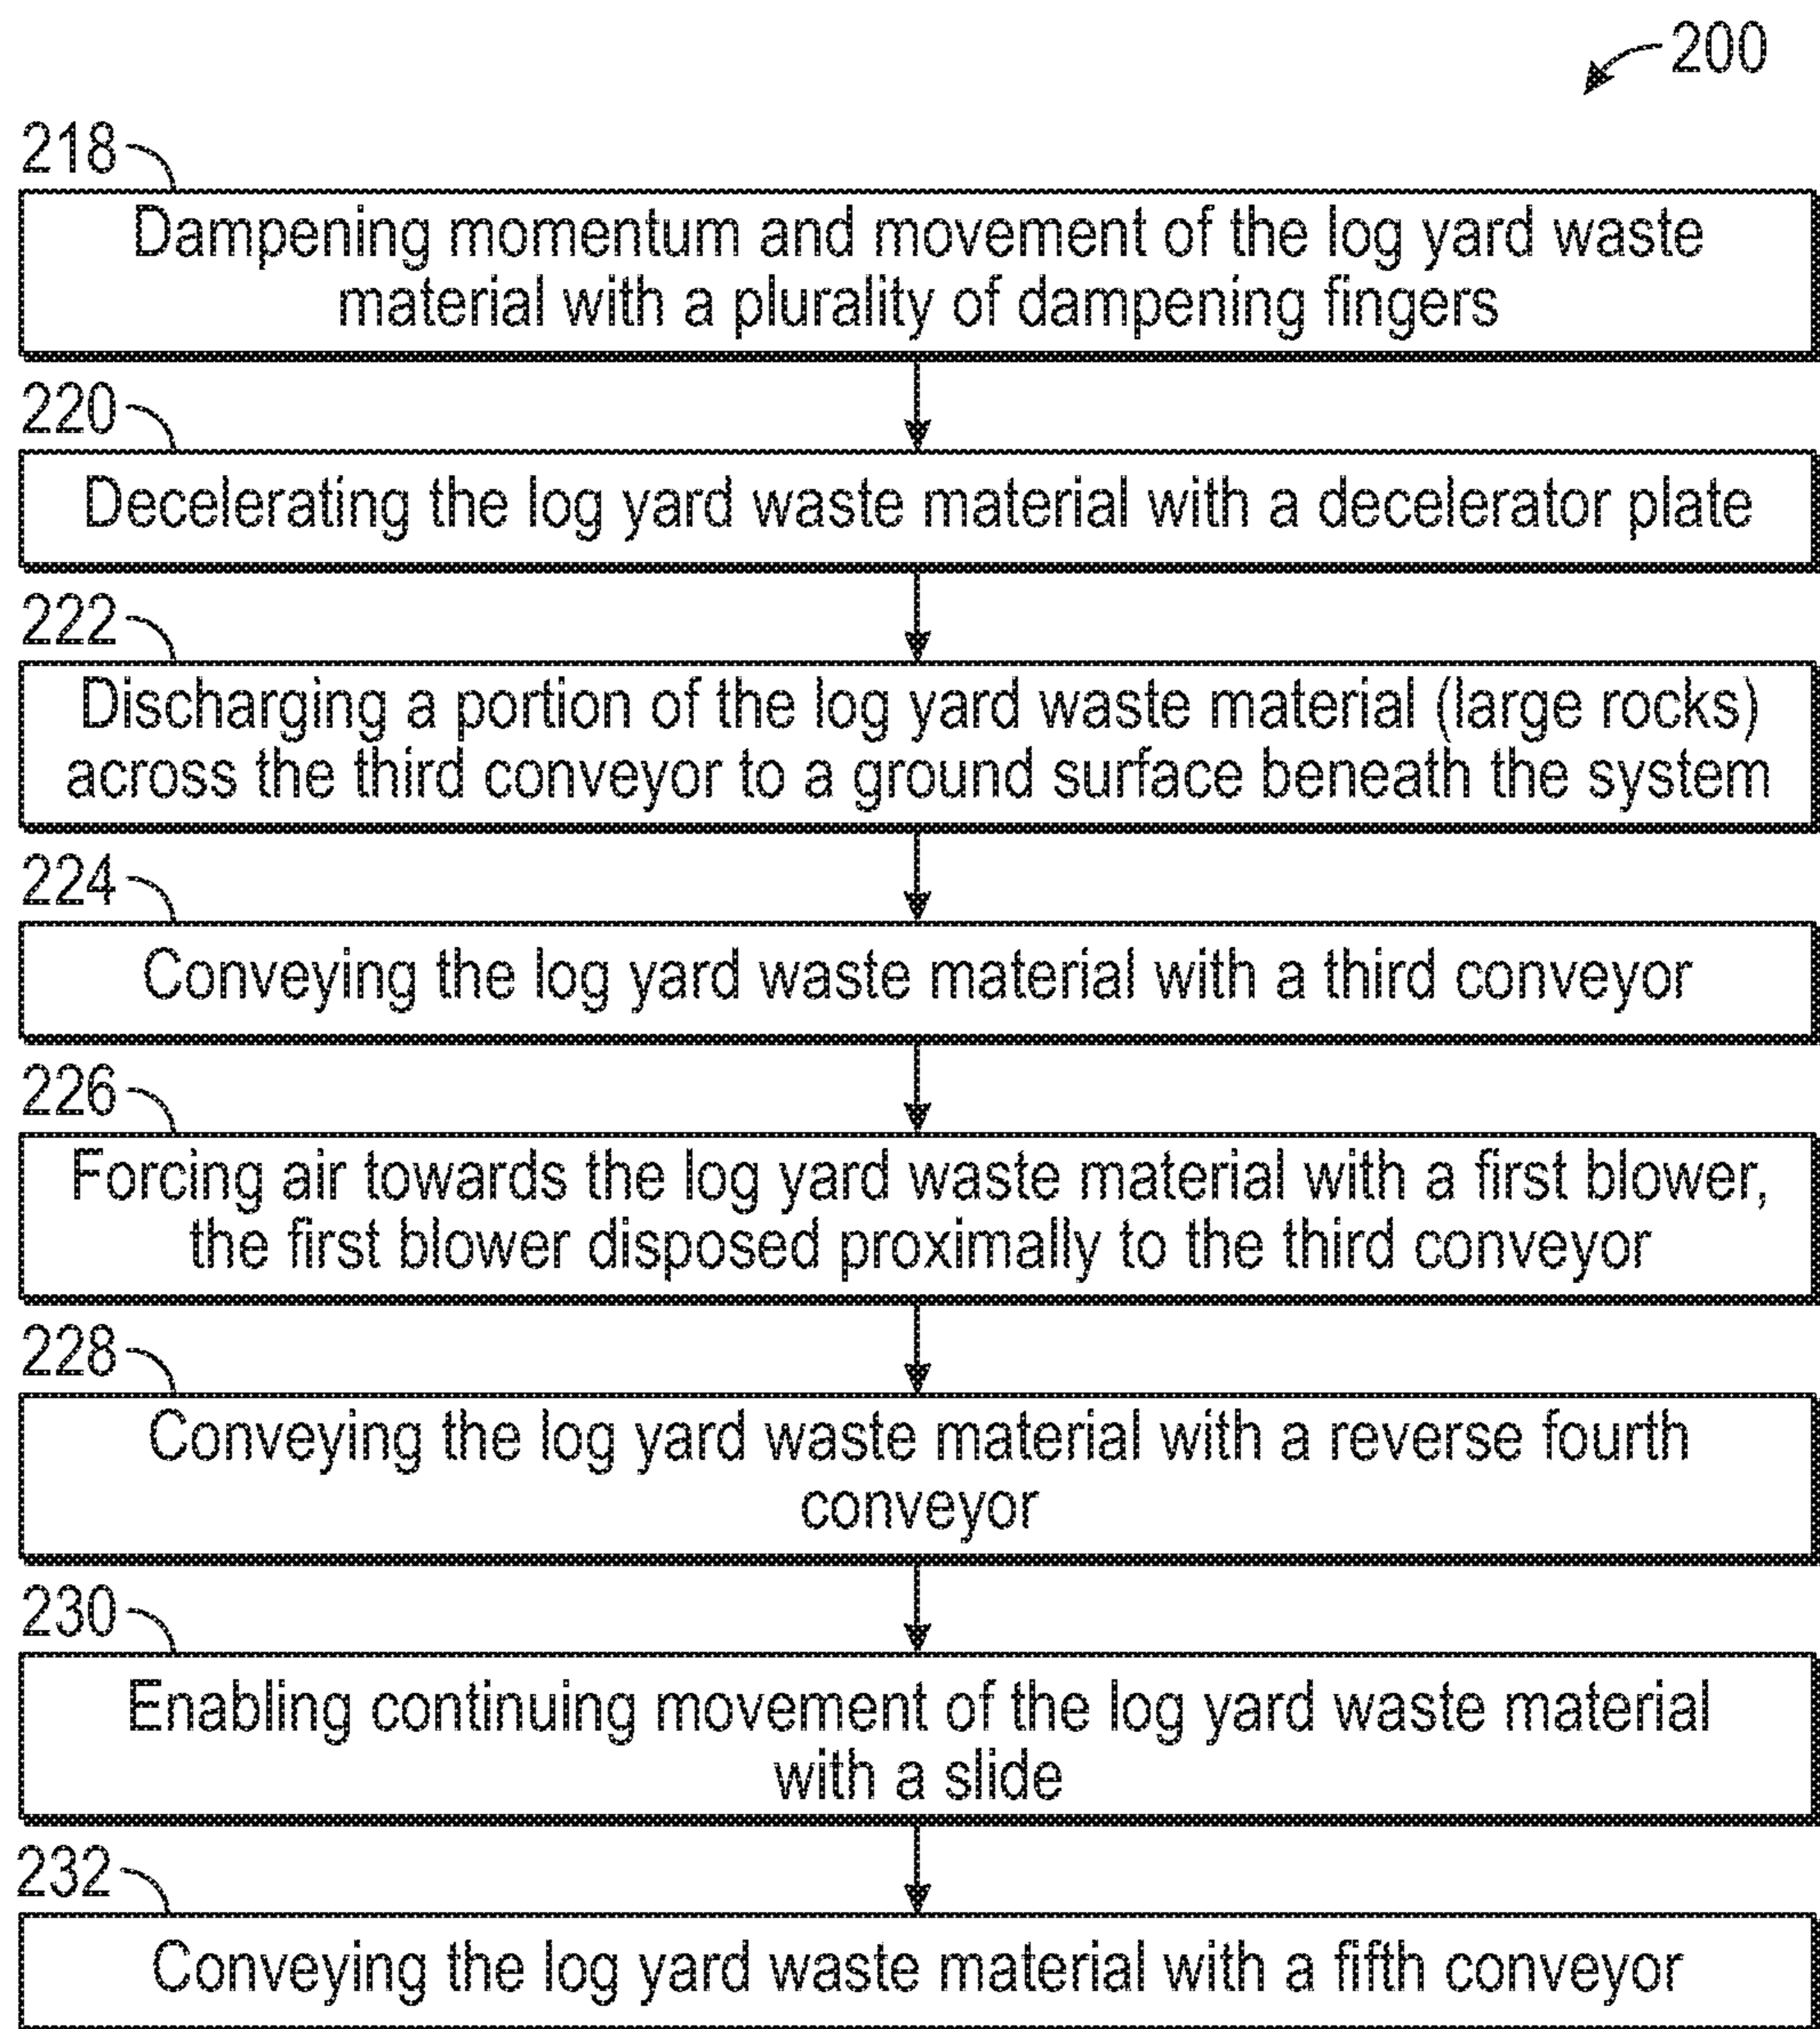 200
218
Dampening momentum and movement of the log yard waste
material with a plurality of dampening fingers
220
Decelerating the log yard waste material with a decelerator plate
222
Discharging a portion of the log yard waste material (large rocks)
across the third conveyor to a ground surface beneath the system
224
Conveying the log yard waste material with a third conveyor
226
Forcing air towards the log yard waste material with a first blower,
the first blower disposed proximally to the third conveyor
228
Conveying the log yard waste material with a reverse fourth
conveyor
230
Enabling continuing movement of the log yard waste material
with a slide
232
Conveying the log yard waste material with a fifth conveyor